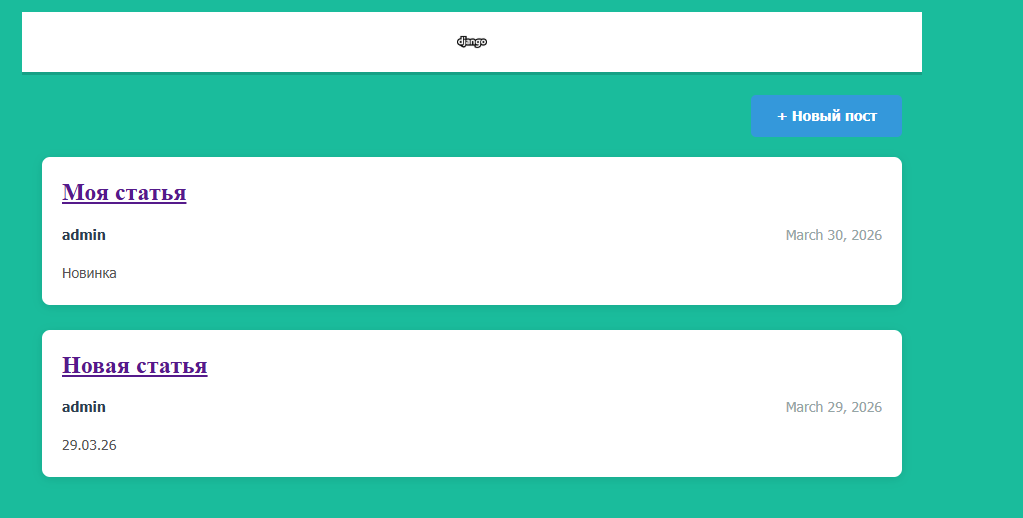 django
+ Новый пост
Моя статья
admin March 30, 2026
Новинка
Новая статья
admin March 29, 2026
29.03.26